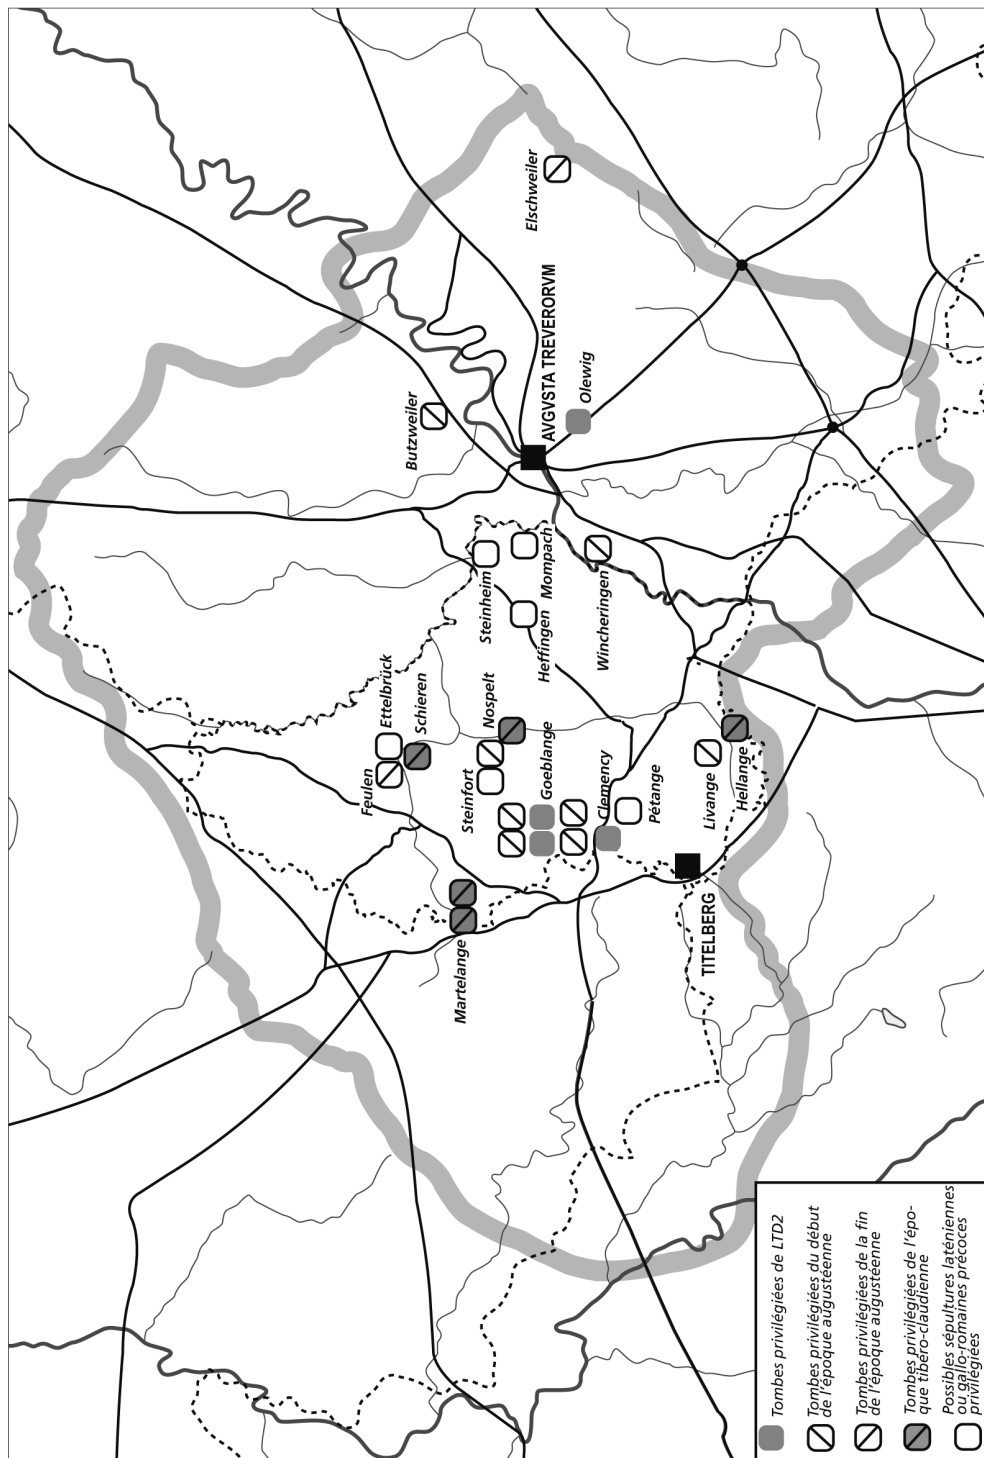 Elschweiler
AVGVSTA TREVERORVM
Olewig
Butzweiler
Steinheim
Mompach
Heffingen
Wincheringen
Ettelbrück
Schieren
Feulen
Nospelt
Steinfort
Goeblange
Clemency
Pétange
Livange
Hellange
Martelange
TITELBERG
Tombes privilégiées de LTD2
Tombes privilégiées du début
de l'époque augustéenne
Tombes privilégiées de la fin
de l'époque augustéenne
Tombes privilégiées de l'épo-
que tibéro-claudienne
Possibles sépultures laténiennes
ou gallo-romaines précoces
privilégiées